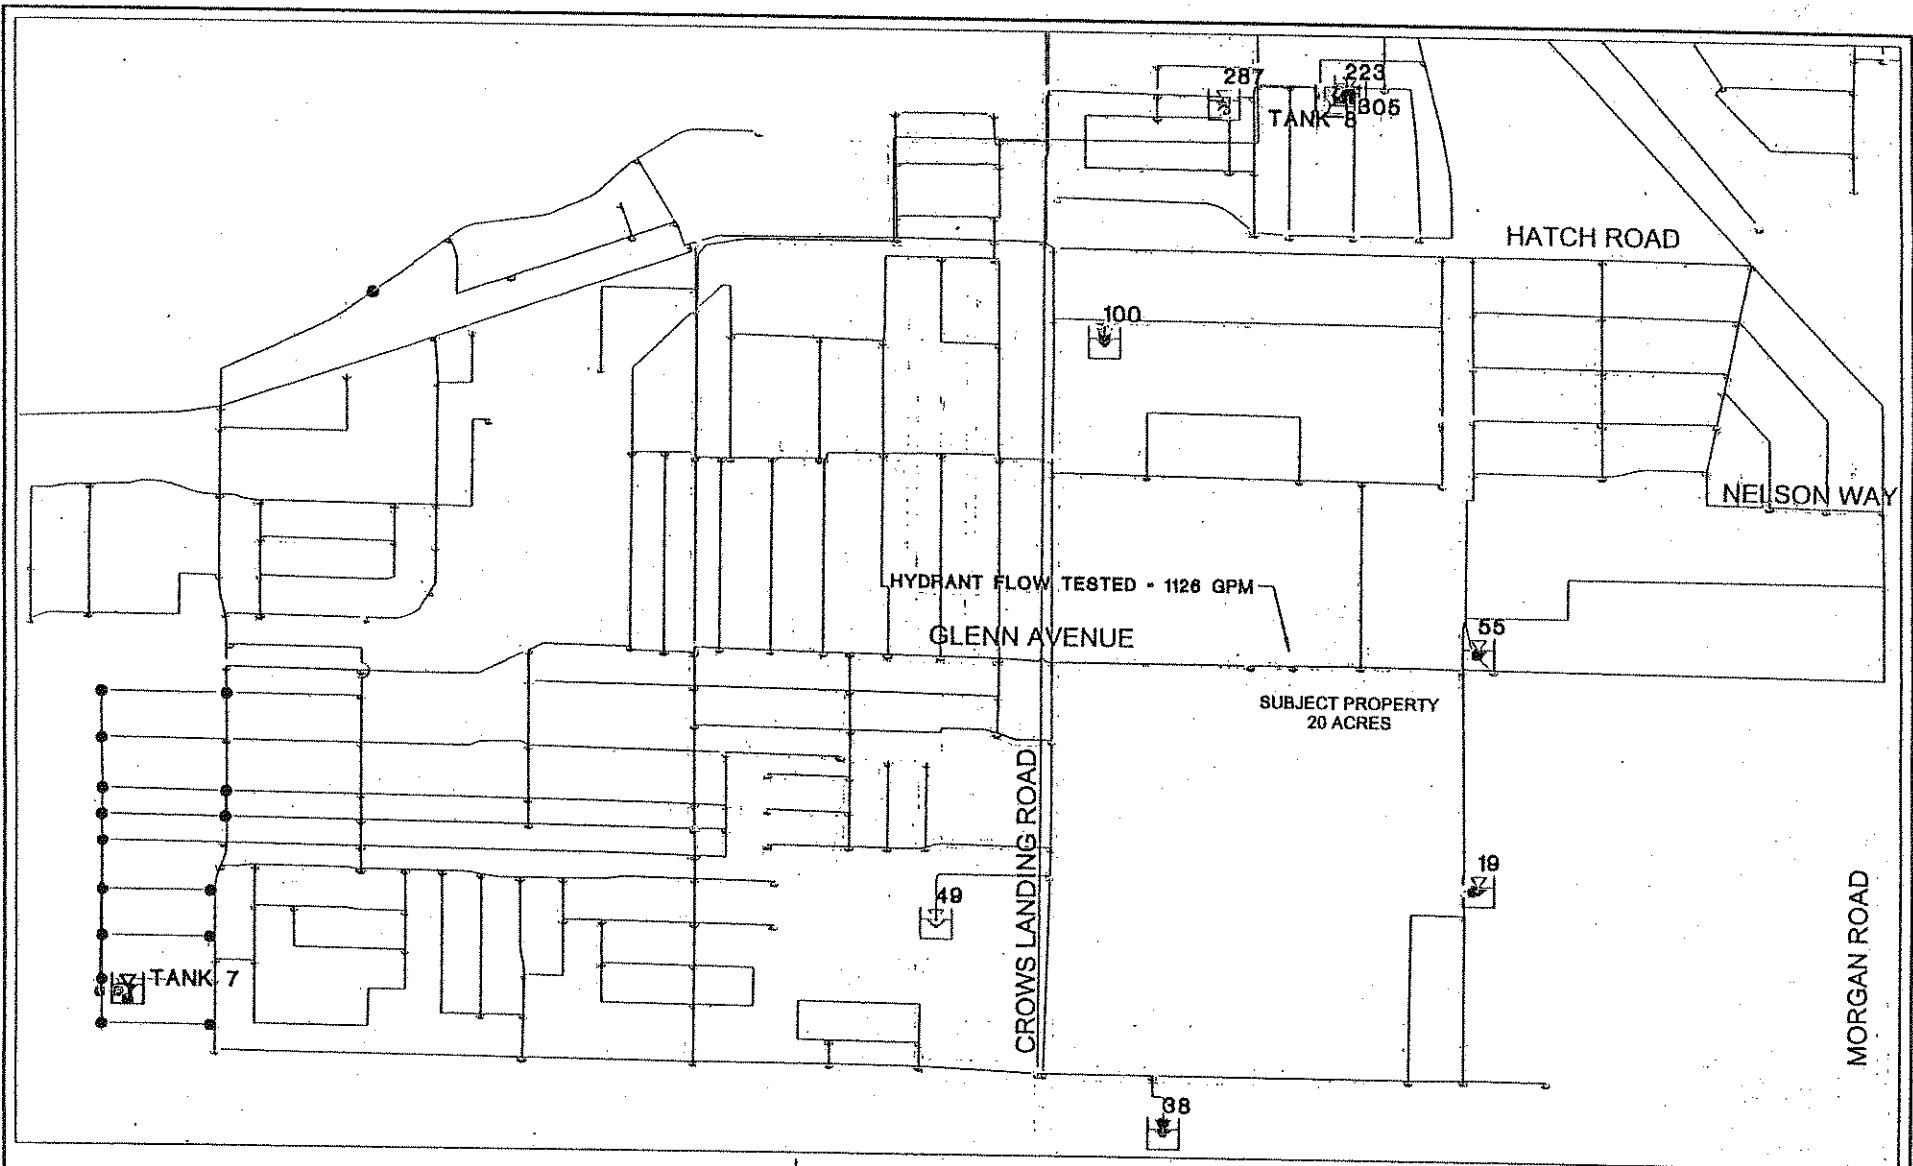 287
223
TANK 8
305
HATCH ROAD
100
NELSON WAY
HYDRANT FLOW TESTED - 1126 GPM
GLENN AVENUE
55
SUBJECT PROPERTY
20 ACRES
CROWS LANDING ROAD
49
19
MORGAN ROAD
TANK 7
38